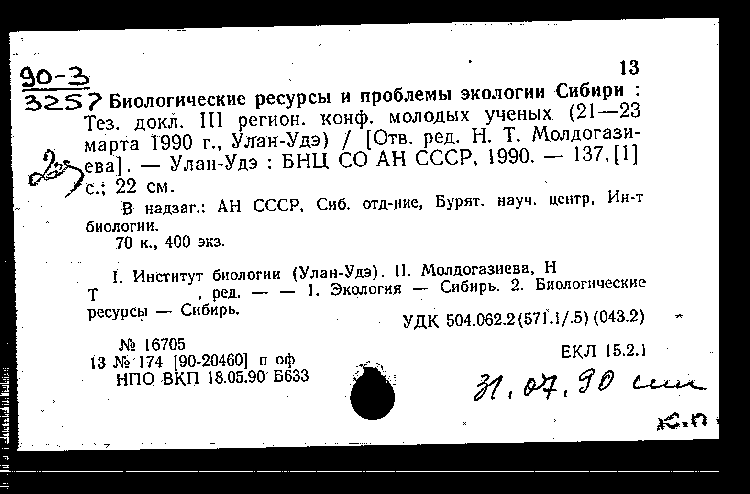 13
90-3
3257
Биологические ресурсы и проблемы экологии Сибири :
Тез. докл. III регион. конф. молодых ученых (21—23
марта 1990 г., Улан-Удэ) / [Отв. ред. Н. Т. Молдогази-
ева]. — Улан-Удэ : БНЦ СО АН СССР, 1990. — 137, [1]
с.; 22 см.
В надзаг.: АН СССР, Сиб. отд-ние, Бурят. науч. центр, Ин-т
биологии.
70 к., 400 экз.
I. Институт биологии (Улан-Удэ). II. Молдогазиева, Н
Т , ред. — — 1. Экология — Сибирь. 2. Биологические
ресурсы — Сибирь.
УДК 504.062.2(571.1/.5)(043.2)
№ 16705
13 № 174 [90-20460] п оф
НПО ВКП 18.05.90 Б633
ЕКЛ 15.2.1
31.07.90
к.п.